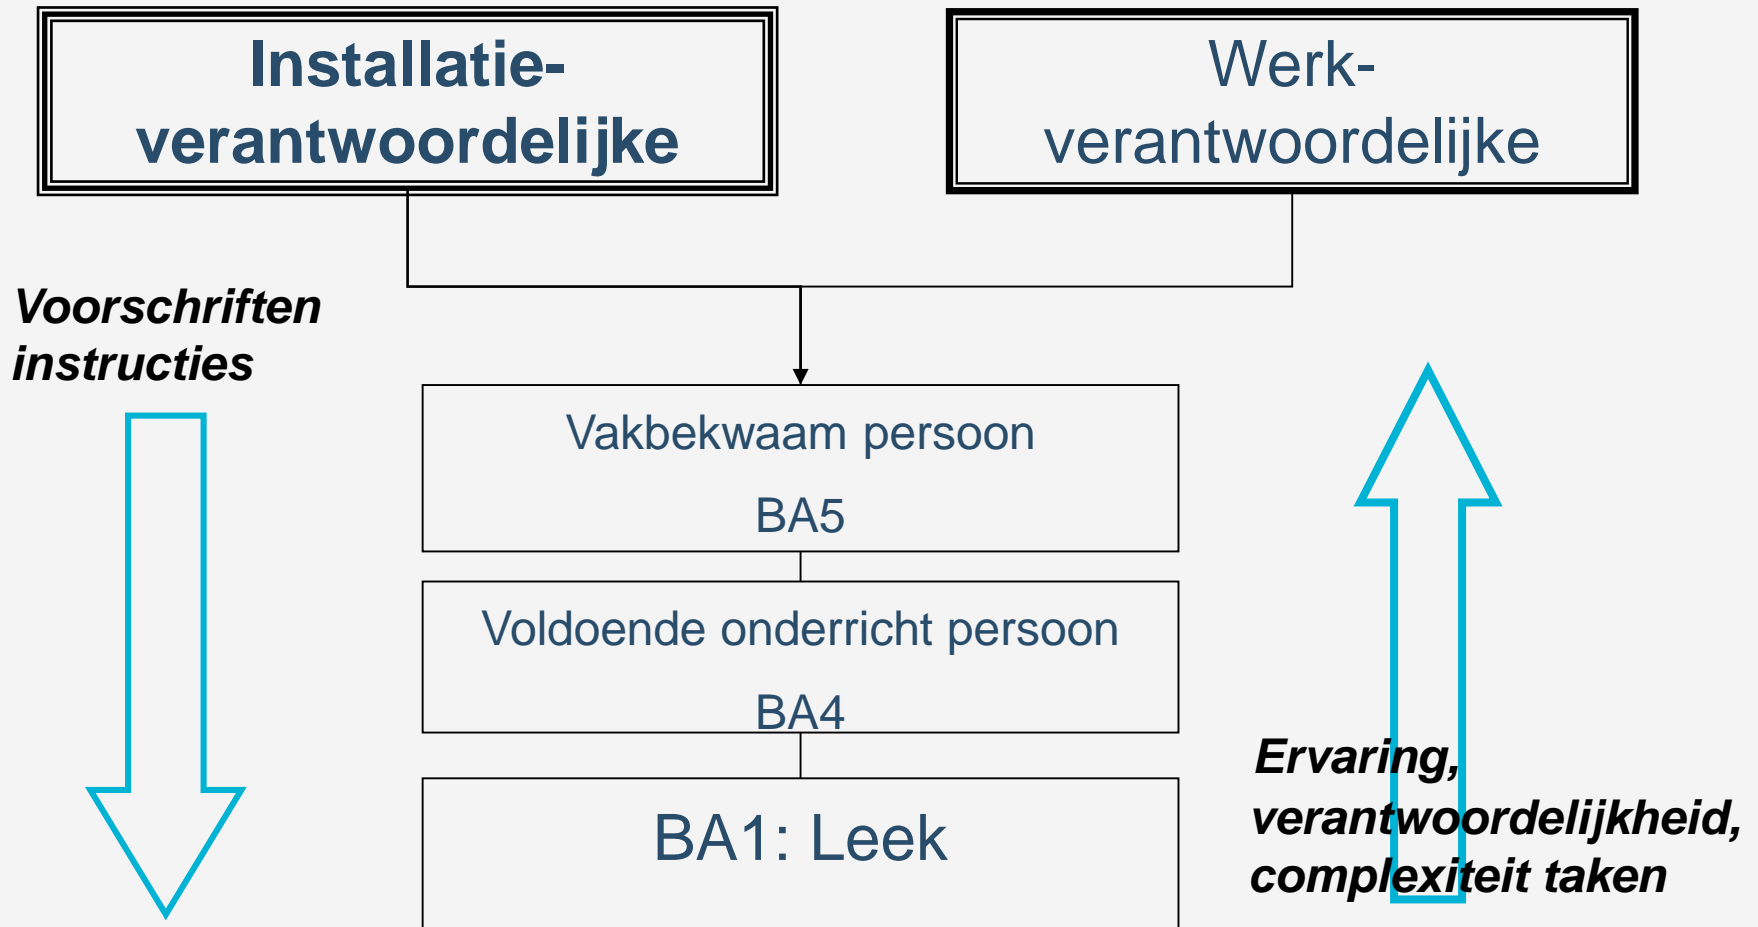 Installatie-
verantwoordelijke
Werk-
verantwoordelijke
Voorschriften
instructies
Vakbekwaam persoon
BA5
Voldoende onderricht persoon
BA4
BA1: Leek
Ervaring,
verantwoordelijkheid,
complexiteit taken